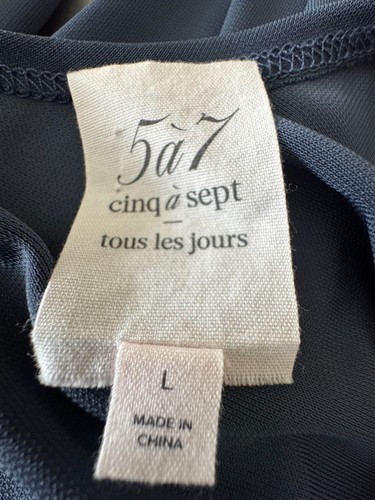 5à7
cinq à sept
tous les jours
L
MADE IN
CHINA